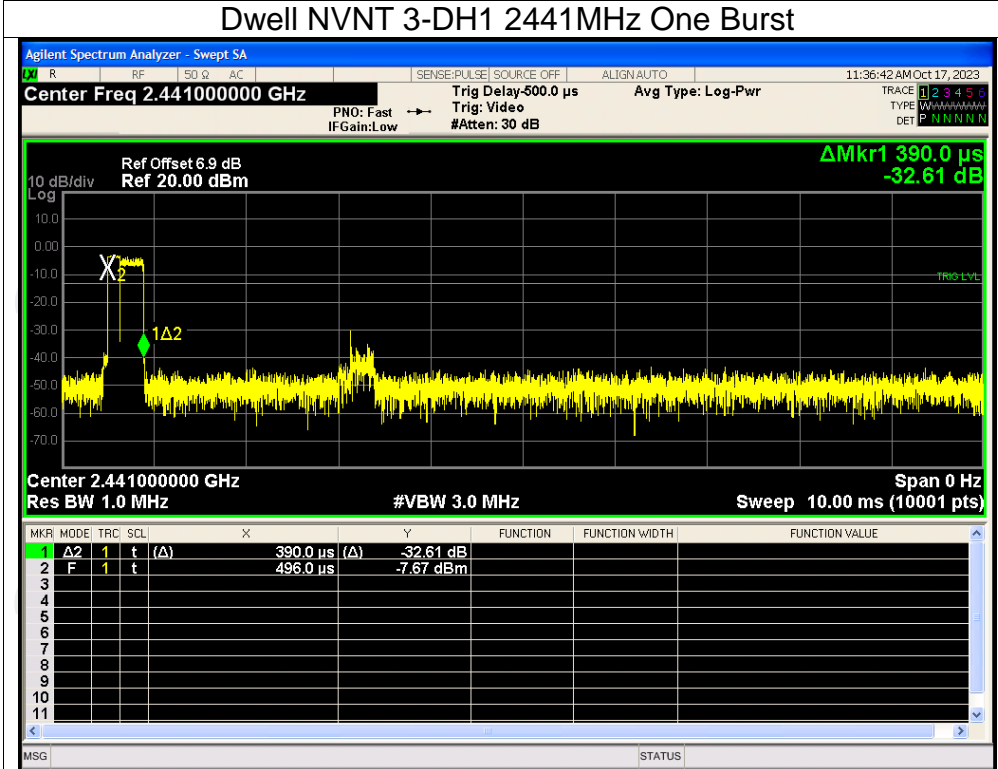 Dwell NVNT 3-DH1 2441MHz One Burst
Agilent Spectrum Analyzer - Swept SA
LXI R RF 50 Ω AC SENSE:PULSE SOURCE OFF ALIGN AUTO 11:36:42 AM Oct 17, 2023
Center Freq 2.441000000 GHz Trig Delay-500.0 µs Avg Type: Log-Pwr TRACE 1 2 3 4 5 6
PNO: Fast Trig: Video TYPE W
IFGain:Low #Atten: 30 dB DET P N N N N N
ΔMkr1 390.0 µs
-32.61 dB
Ref Offset 6.9 dB
10 dB/div Ref 20.00 dBm
Log
10.0
0.00
-10.0
-20.0
-30.0
-40.0
-50.0
-60.0
-70.0
X2
1Δ2
TRIG LVL
Center 2.441000000 GHz Span 0 Hz
Res BW 1.0 MHz #VBW 3.0 MHz Sweep 10.00 ms (10001 pts)
MKR MODE TRC SCL X Y FUNCTION FUNCTION WIDTH FUNCTION VALUE
1 Δ2 1 t (Δ) 390.0 µs (Δ) -32.61 dB
2 F 1 t 496.0 µs -7.67 dBm
3
4
5
6
7
8
9
10
11
MSG STATUS